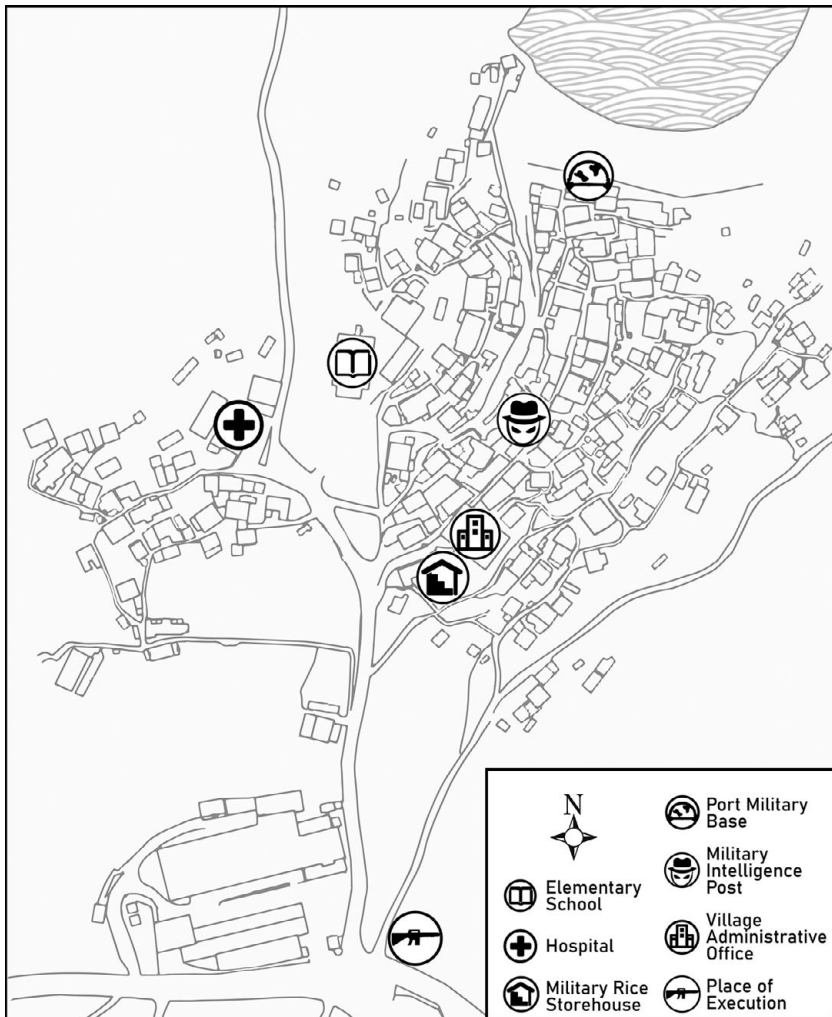 N
Elementary
School
Hospital
Military Rice
Storehouse
Port Military
Base
Military
Intelligence
Post
Village
Administrative
Office
Place of
Execution